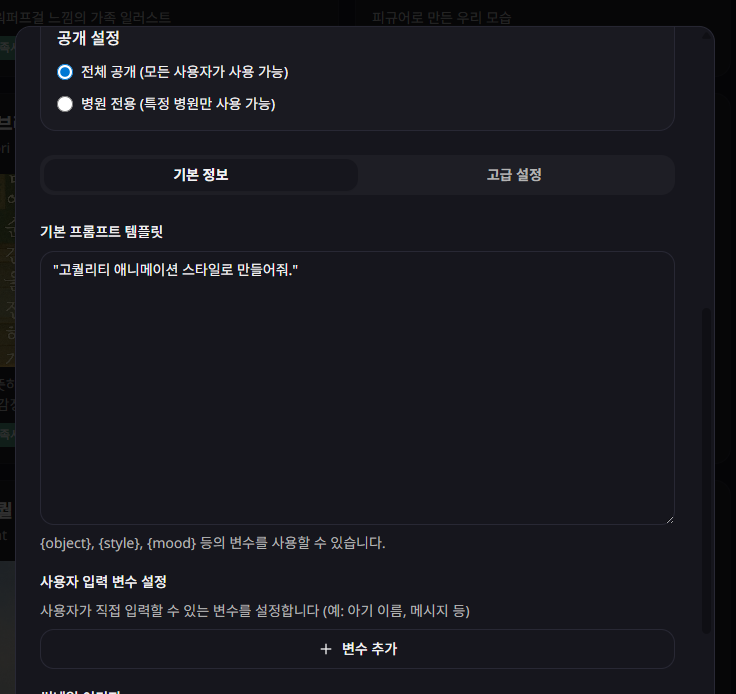 픽퍼프걸 느낌의 가족 일러스트
피규어로 만든 우리 모습
공개 설정
전체 공개 (모든 사용자가 사용 가능)
병원 전용 (특정 병원만 사용 가능)
기본 정보
고급 설정
기본 프롬프트 템플릿
"고퀄리티 애니메이션 스타일로 만들어줘."
{object}, {style}, {mood} 등의 변수를 사용할 수 있습니다.
사용자 입력 변수 설정
사용자가 직접 입력할 수 있는 변수를 설정합니다 (예: 아기 이름, 메시지 등)
+ 변수 추가